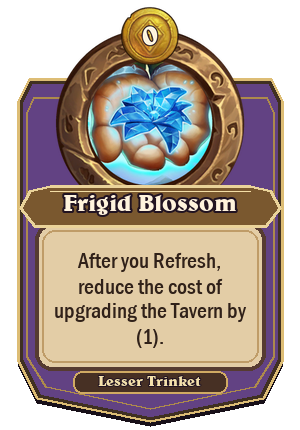 0
Frigid Blossom
After you Refresh,
reduce the cost of
upgrading the Tavern by
(1).
Lesser Trinket